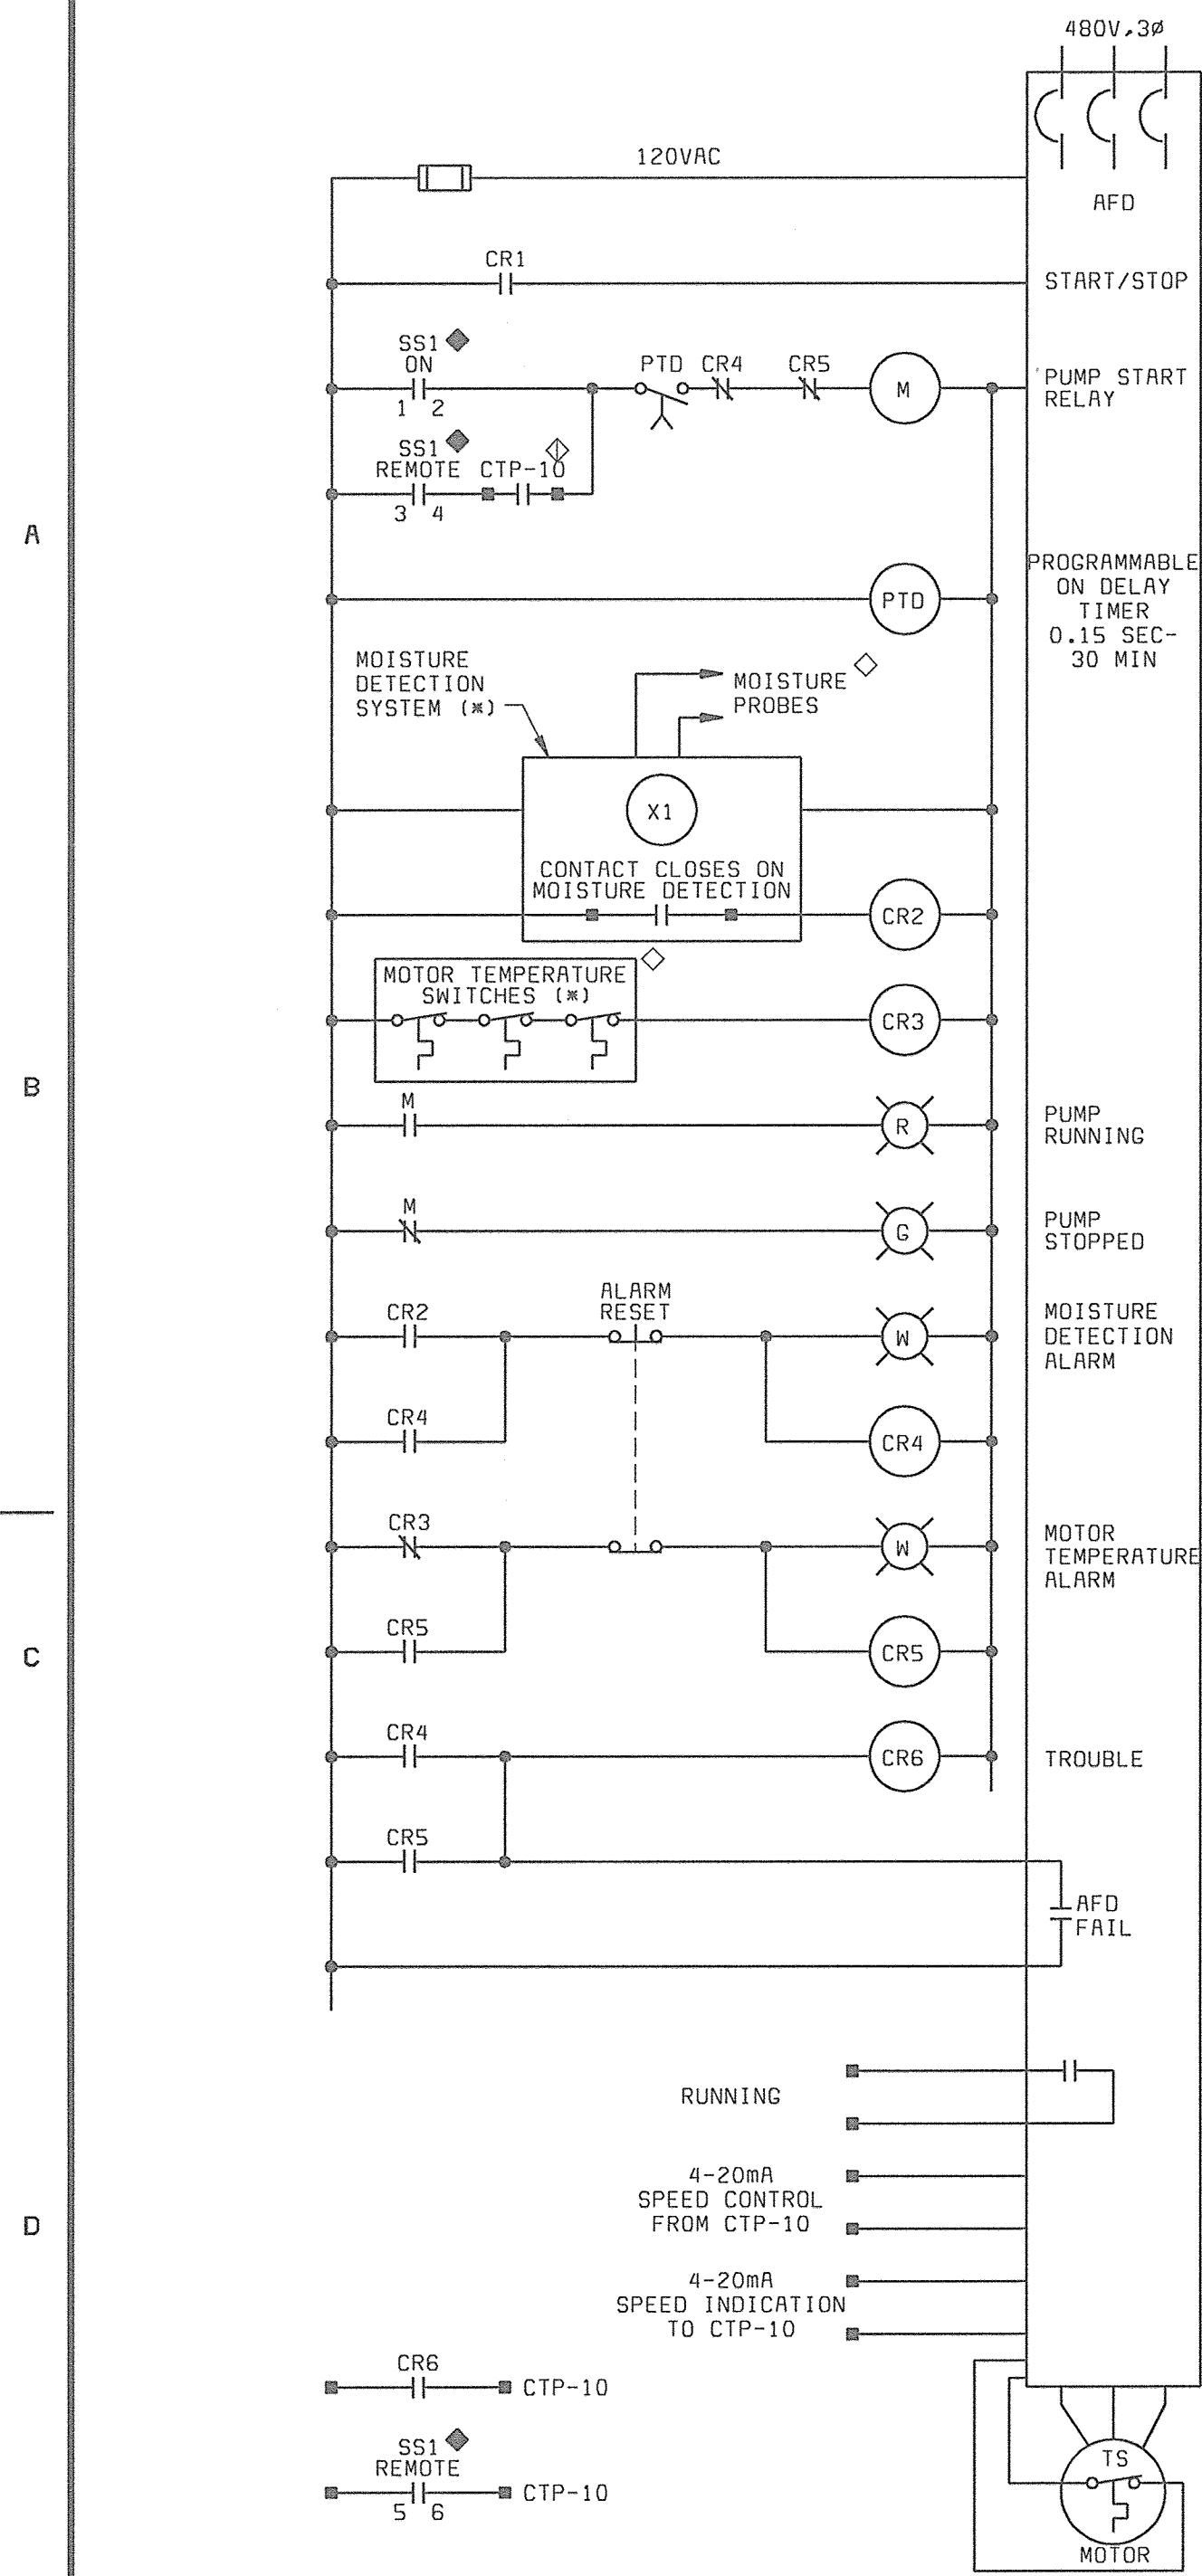 480V,3Ø
120VAC
AFD
CR1
START/STOP
SS1
ON
1 2
PTD CR4 CR5
M
PUMP START
RELAY
SS1
REMOTE CTP-10
3 4
A
PTD
PROGRAMMABLE
ON DELAY
TIMER
0.15 SEC-
30 MIN
MOISTURE
DETECTION
SYSTEM (*)
MOISTURE
PROBES
X1
CONTACT CLOSES ON
MOISTURE DETECTION
CR2
MOTOR TEMPERATURE
SWITCHES (*)
CR3
B
M
R
PUMP
RUNNING
M
G
PUMP
STOPPED
ALARM
RESET
CR2
W
MOISTURE
DETECTION
ALARM
CR4
CR4
CR3
W
MOTOR
TEMPERATURE
ALARM
CR5
CR5
C
CR4
CR6
TROUBLE
CR5
AFD
FAIL
RUNNING
4-20mA
SPEED CONTROL
FROM CTP-10
D
4-20mA
SPEED INDICATION
TO CTP-10
CR6
CTP-10
SS1
REMOTE
CTP-10
5 6
TS
MOTOR